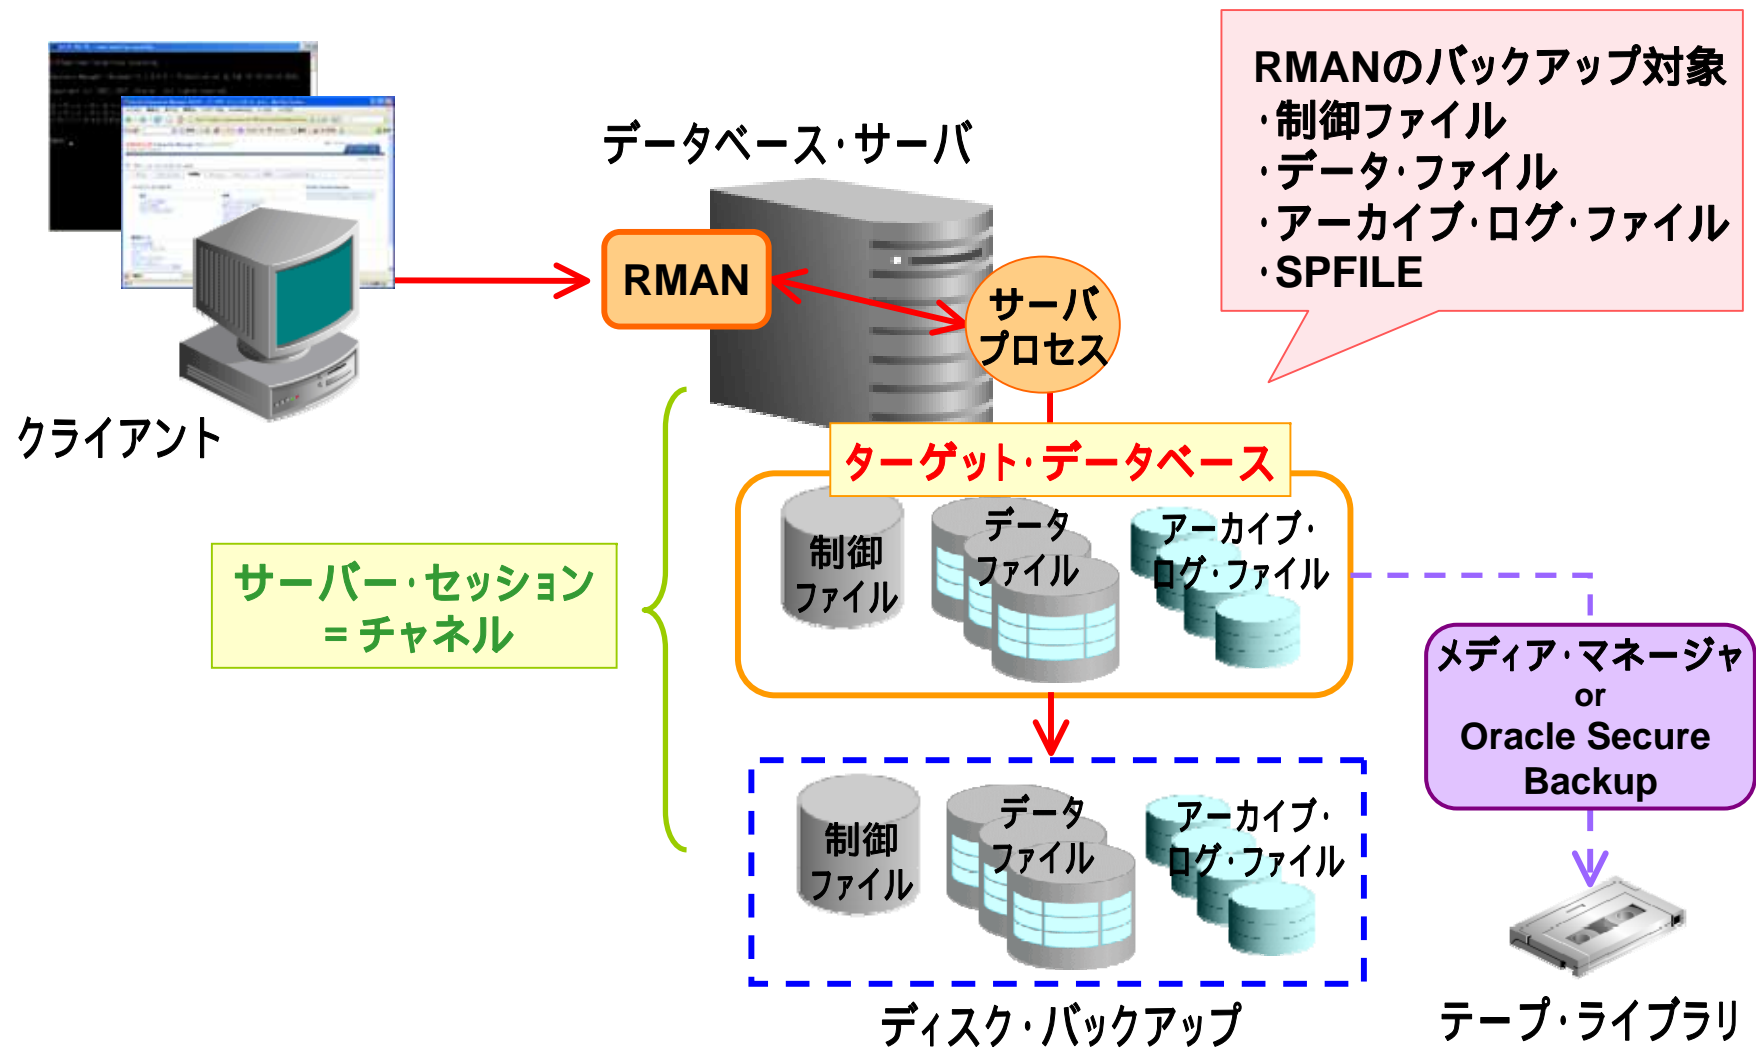 RMANのバックアップ対象
・制御ファイル
・データ・ファイル
・アーカイブ・ログ・ファイル
・SPFILE
データベース・サーバ
RMAN
サーバ
プロセス
クライアント
ターゲット・データベース
制御
ファイル
データ
ファイル
アーカイブ・
ログ・ファイル
サーバー・セッション
= チャネル
メディア・マネージャ
or
Oracle Secure
Backup
制御
ファイル
データ
ファイル
アーカイブ・
ログ・ファイル
ディスク・バックアップ
テープ・ライブラリ